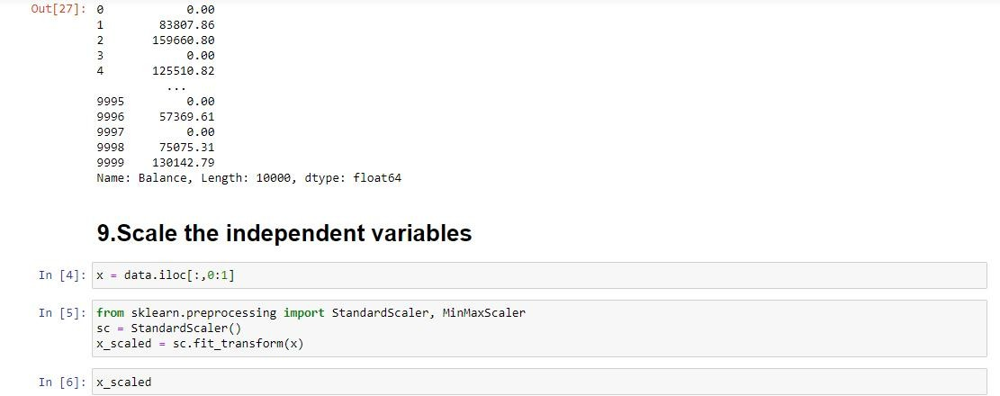 Out[27]: 0 0.00
1 83807.86
2 159660.80
3 0.00
4 125510.82
...
9995 0.00
9996 57369.61
9997 0.00
9998 75075.31
9999 130142.79
Name: Balance, Length: 10000, dtype: float64
9.Scale the independent variables
In [4]: x = data.iloc[:,0:1]
In [5]: from sklearn.preprocessing import StandardScaler, MinMaxScaler
sc = StandardScaler()
x_scaled = sc.fit_transform(x)
In [6]: x_scaled